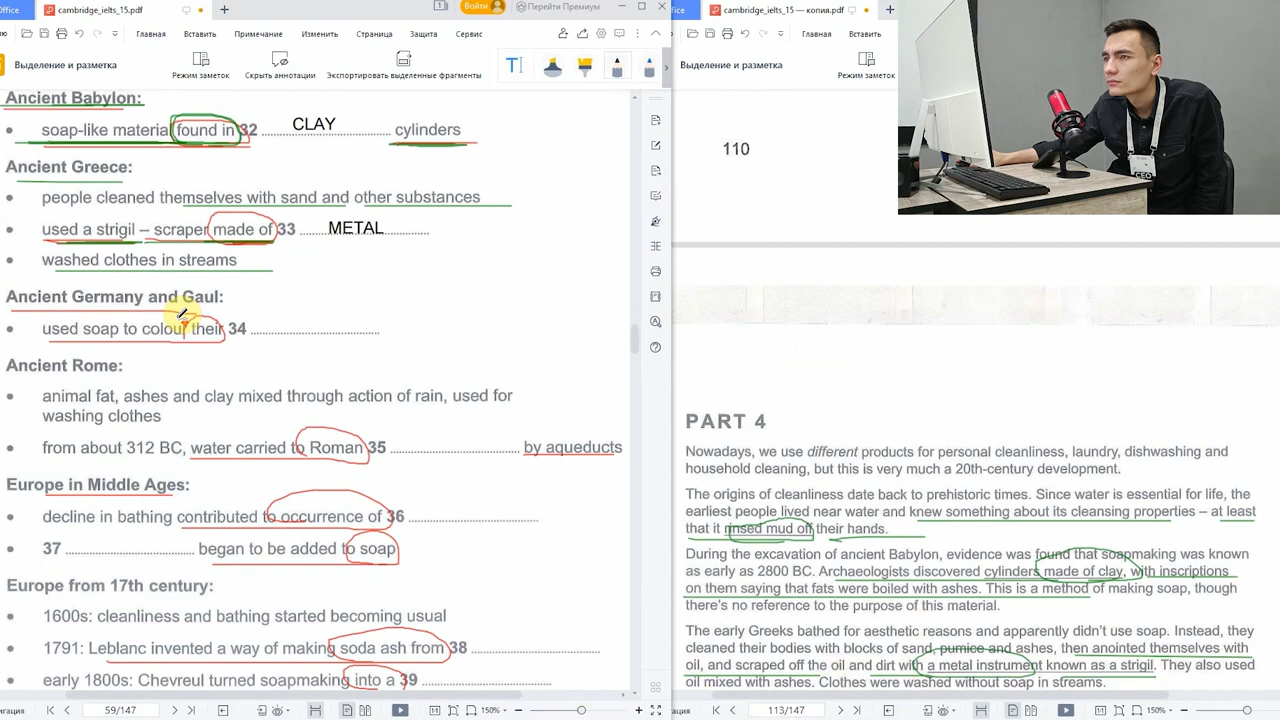 Office
cambridge_ielts_15.pdf
Войти
Перейти Премиум
Главная
Вставить
Примечание
Изменить
Страница
Защита
Сервис
Выделение и разметка
Режим заметок
Скрыть аннотации
Экспортировать выделенные фрагменты
Ancient Babylon:
• soap-like material found in 32 CLAY cylinders
Ancient Greece:
• people cleaned themselves with sand and other substances
• used a strigil – scraper made of 33 METAL
• washed clothes in streams
Ancient Germany and Gaul:
• used soap to colour their 34
Ancient Rome:
• animal fat, ashes and clay mixed through action of rain, used for
washing clothes
• from about 312 BC, water carried to Roman 35 by aqueducts
Europe in Middle Ages:
• decline in bathing contributed to occurrence of 36
• 37 began to be added to soap
Europe from 17th century:
• 1600s: cleanliness and bathing started becoming usual
• 1791: Leblanc invented a way of making soda ash from 38
• early 1800s: Chevreul turned soapmaking into a 39
59/147
150%
Office
cambridge_ielts_15 — копия.pdf
Главная
Вставить
Выделение и разметка
Режим заметок
110
CEO
PART 4
Nowadays, we use different products for personal cleanliness, laundry, dishwashing and
household cleaning, but this is very much a 20th-century development.
The origins of cleanliness date back to prehistoric times. Since water is essential for life, the
earliest people lived near water and knew something about its cleansing properties – at least
that it rinsed mud off their hands.
During the excavation of ancient Babylon, evidence was found that soapmaking was known
as early as 2800 BC. Archaeologists discovered cylinders made of clay, with inscriptions
on them saying that fats were boiled with ashes. This is a method of making soap, though
there's no reference to the purpose of this material.
The early Greeks bathed for aesthetic reasons and apparently didn't use soap. Instead, they
cleaned their bodies with blocks of sand, pumice and ashes, then anointed themselves with
oil, and scraped off the oil and dirt with a metal instrument known as a strigil. They also used
oil mixed with ashes. Clothes were washed without soap in streams.
игация
113/147
150%